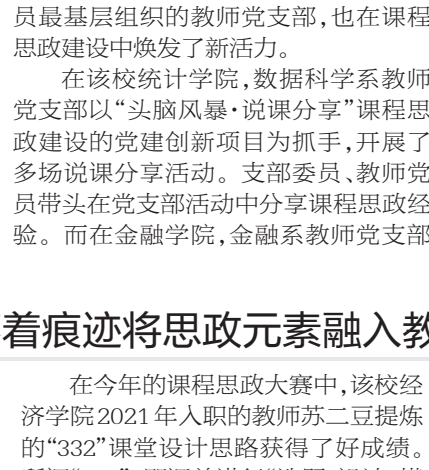 员最基层组织的教师党支部，也在课程
思政建设中焕发了新活力。
在该校统计学院，数据科学系教师
党支部以“头脑风暴·说课分享”课程思
政建设的党建创新项目为抓手，开展了
多场说课分享活动。支部委员、教师党
员带头在党支部活动中分享课程思政经
验。而在金融学院，金融系教师党支部
着痕迹将思政元素融入教
在今年的课程思政大赛中，该校经
济学院2021年入职的教师苏二豆提炼
的“332”课堂设计思路获得了好成绩。